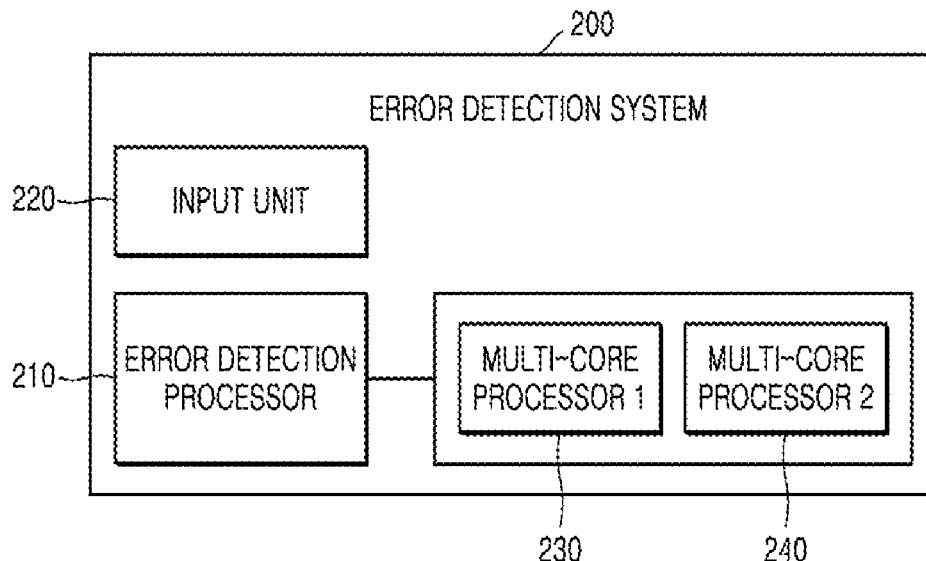 200
ERROR DETECTION SYSTEM
220
INPUT UNIT
210
ERROR DETECTION
PROCESSOR
MULTI-CORE
PROCESSOR 1
MULTI-CORE
PROCESSOR 2
230
240